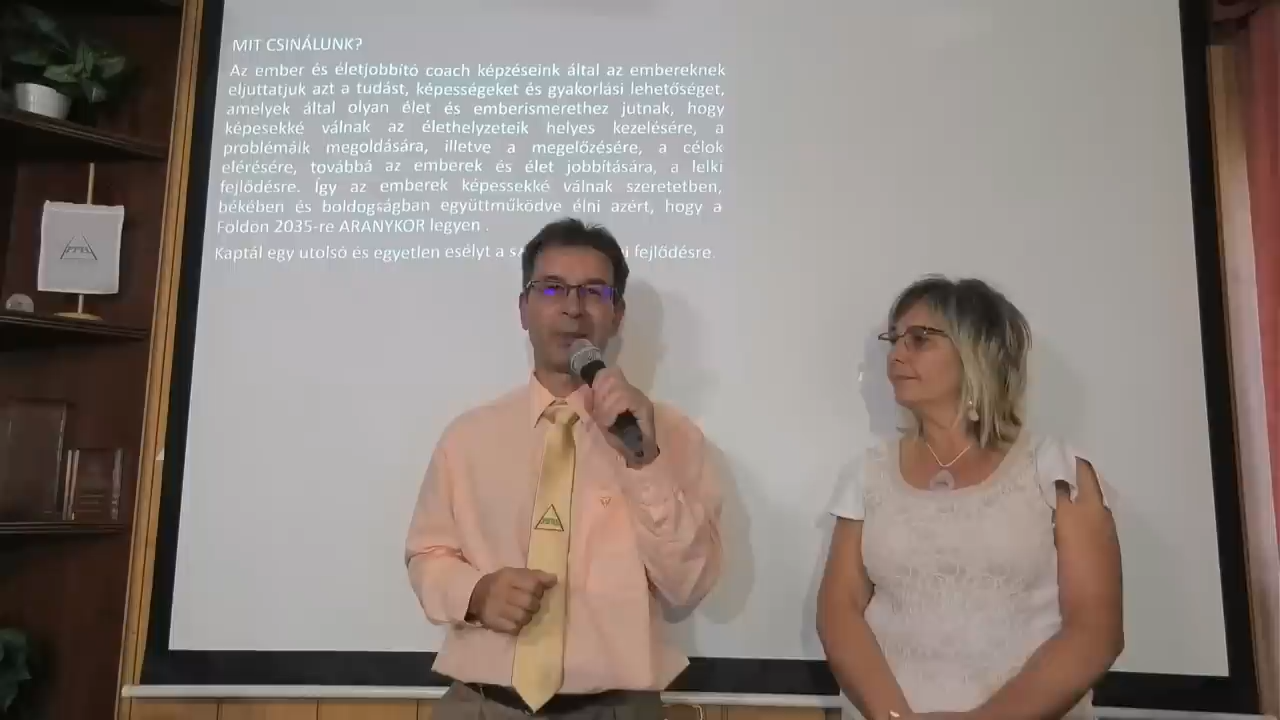 MIT CSINÁLUNK?
Az ember és életjobbító coach képzéseink által az embereknek
eljuttatjuk azt a tudást, képességeket és gyakorlási lehetőséget,
amelyek által olyan élet és emberismerethez jutnak, hogy
képesekké válnak az élethelyzeteik helyes kezelésére, a
problémáik megoldására, illetve a megelőzésére, a célok
elérésére, továbbá az emberek és élet jobbítására, a lelki
fejlődésre. Így az emberek képessekké válnak szeretetben,
békében és boldogságban együttműködve élni azért, hogy a
Földön 2035-re ARANYKOR legyen .
Kaptál egy utolsó és egyetlen esélyt a fejlődésre.